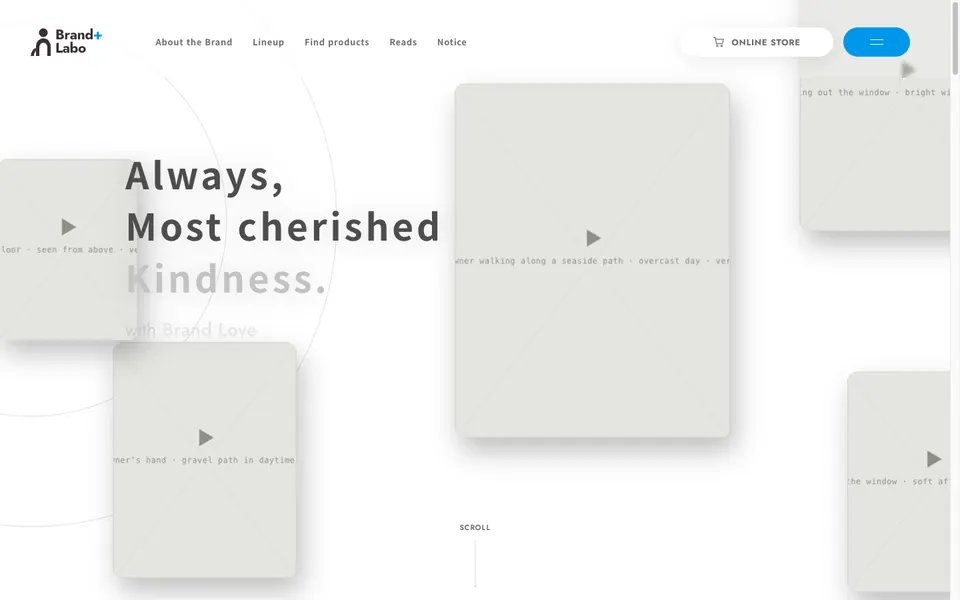 Brand+
Labo
About the Brand
Lineup
Find products
Reads
Notice
ONLINE STORE
ng out the window · bright wi
Always,
Most cherished
Kindness.
with Brand Love
loor · seen from above · ve
wner walking along a seaside path · overcast day · ver
wner's hand · gravel path in daytime
the window · soft af
SCROLL